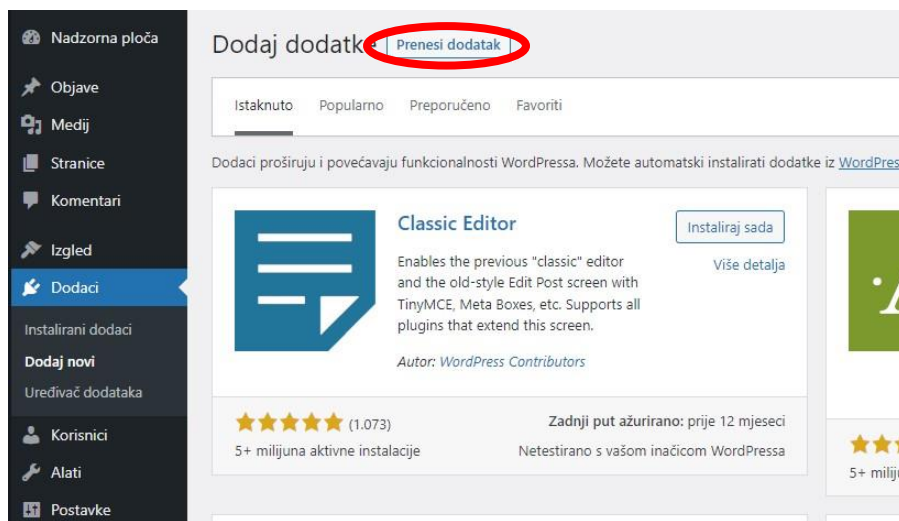 Nadzorna ploča
Objave
Medij
Stranice
Komentari
Izgled
Dodaci
Instalirani dodaci
Dodaj novi
Uređivač dodataka
Korisnici
Alati
Postavke
Dodaj dodatke Prenesi dodatak
Istaknuto Popularno Preporučeno Favoriti
Dodaci proširuju i povećavaju funkcionalnosti WordPressa. Možete automatski instalirati dodatke iz
Classic Editor
Instaliraj sada
Više detalja
Enables the previous "classic" editor
and the old-style Edit Post screen with
TinyMCE, Meta Boxes, etc. Supports all
plugins that extend this screen.
Autor: WordPress Contributors
(1.073)
5+ milijuna aktivne instalacije
Zadnji put ažurirano: prije 12 mjeseci
Netestirano s vašom inačicom WordPressa
5+